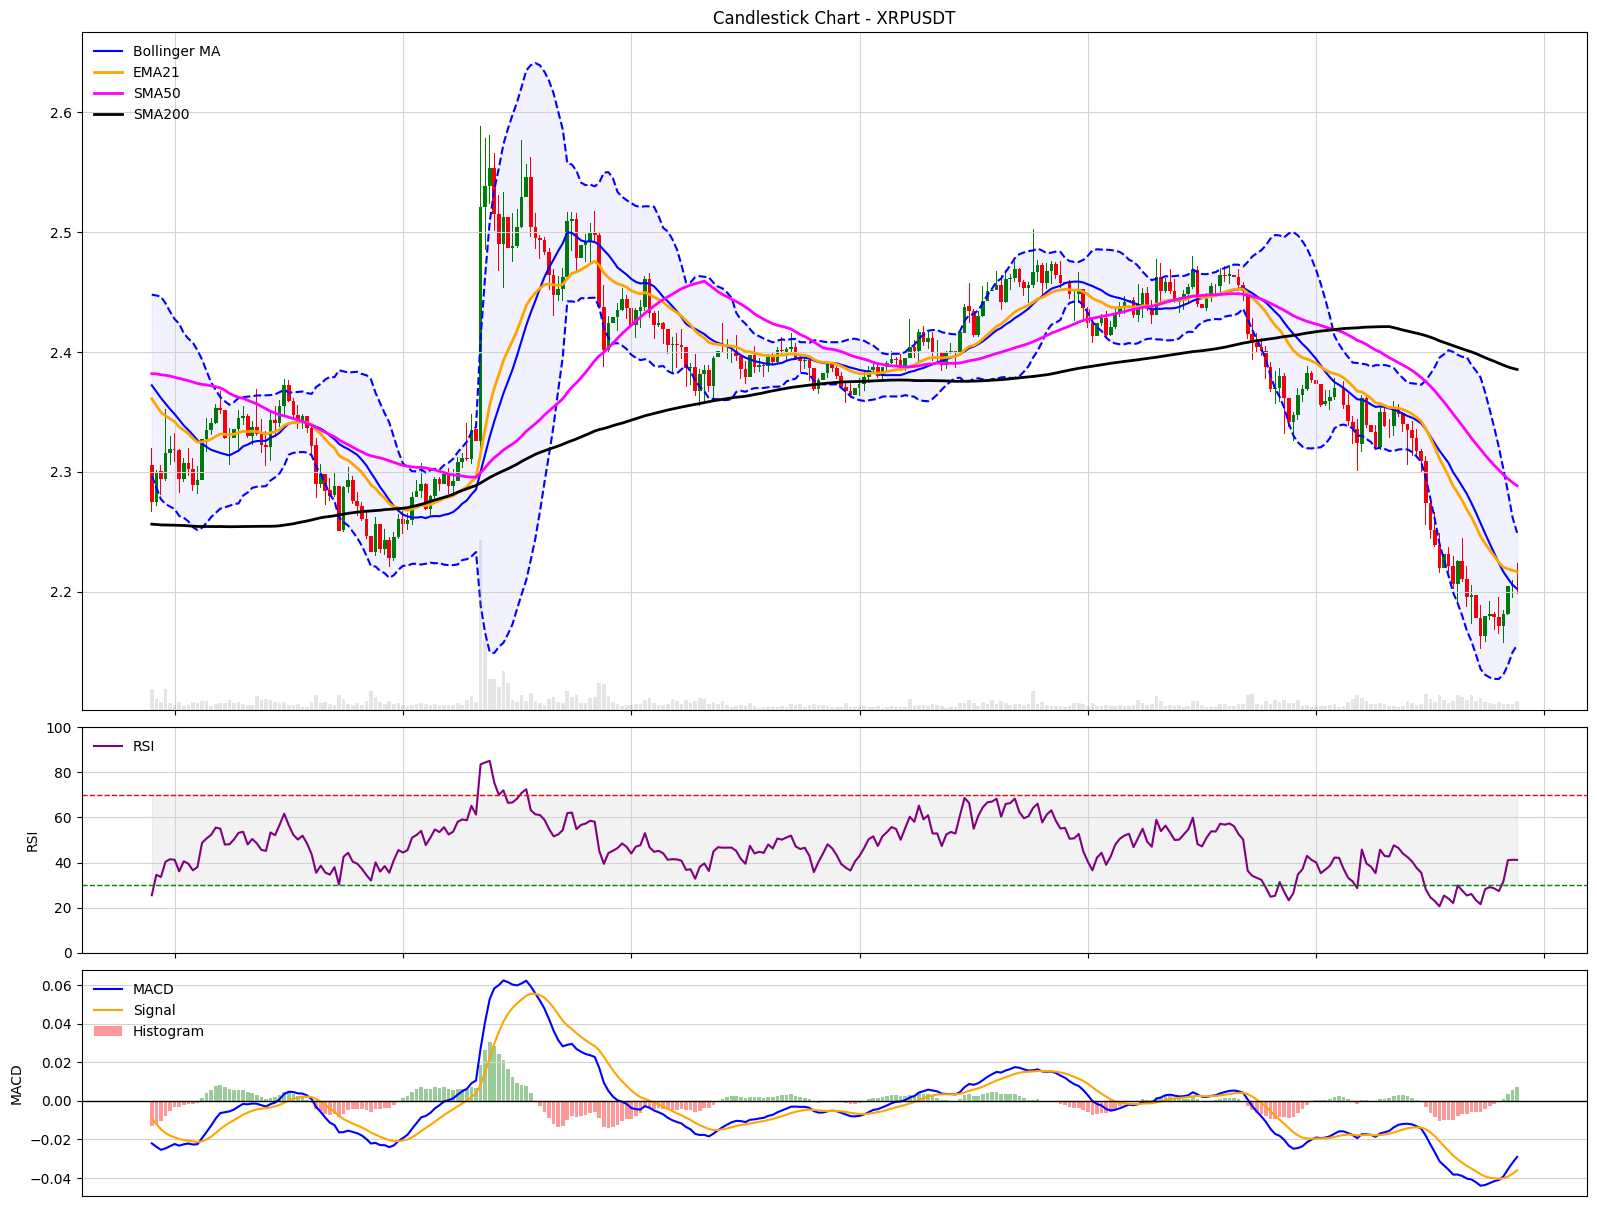 Candlestick Chart - XRPUSDT
Bollinger MA
EMA21
SMA50
SMA200
2.6
2.5
2.4
2.3
2.2
RSI
100
80
60
40
20
0
RSI
MACD
Signal
Histogram
0.06
0.04
0.02
0.00
−0.02
−0.04
MACD